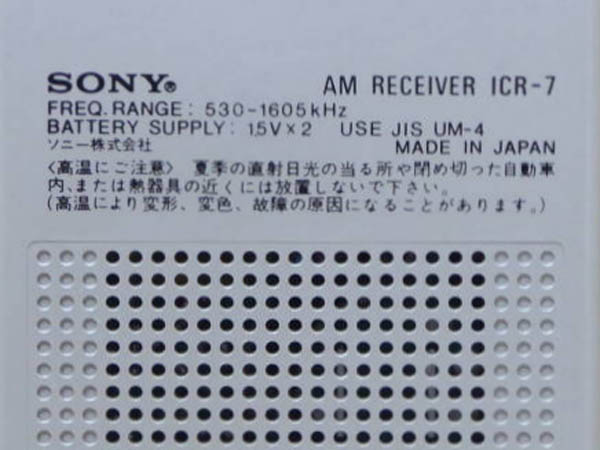 SONY® AM RECEIVER ICR-7
FREQ. RANGE: 530-1605kHz
BATTERY SUPPLY: 1.5V×2 USE JIS UM-4
ソニー株式会社 MADE IN JAPAN
〈高温にご注意〉 夏季の直射日光の当る所や閉め切った自動車
内、または熱器具の近くには放置しないで下さい。
(高温により変形、変色、故障の原因になることがあります。)